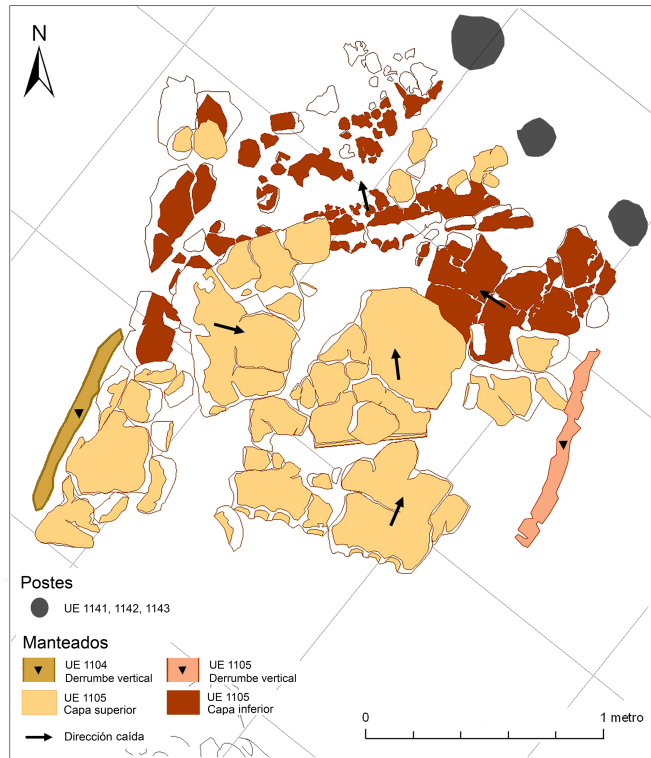 N
Postes
UE 1141, 1142, 1143
Manteados
UE 1104
Derrumbe vertical
UE 1105
Derrumbe vertical
UE 1105
Capa superior
UE 1105
Capa inferior
Dirección caída
0 1 metro